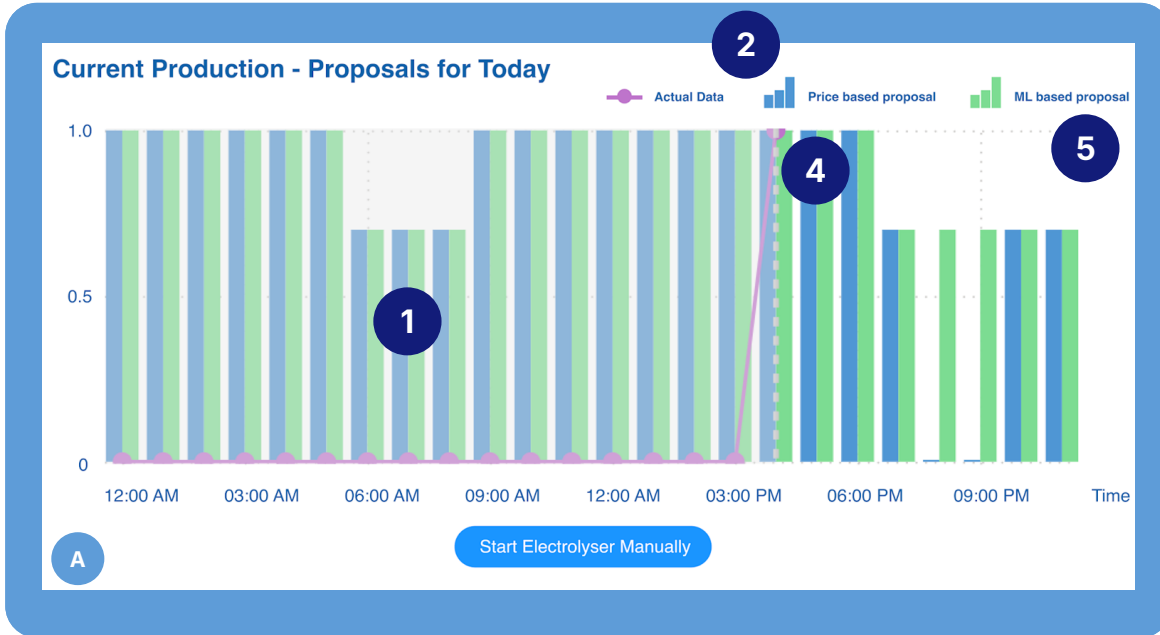 2
Current Production - Proposals for Today
Actual Data
Price based proposal
ML based proposal
1.0
5
4
0.5
1
0
12:00 AM
03:00 AM
06:00 AM
09:00 AM
12:00 AM
03:00 PM
06:00 PM
09:00 PM
Time
Start Electrolyser Manually
A